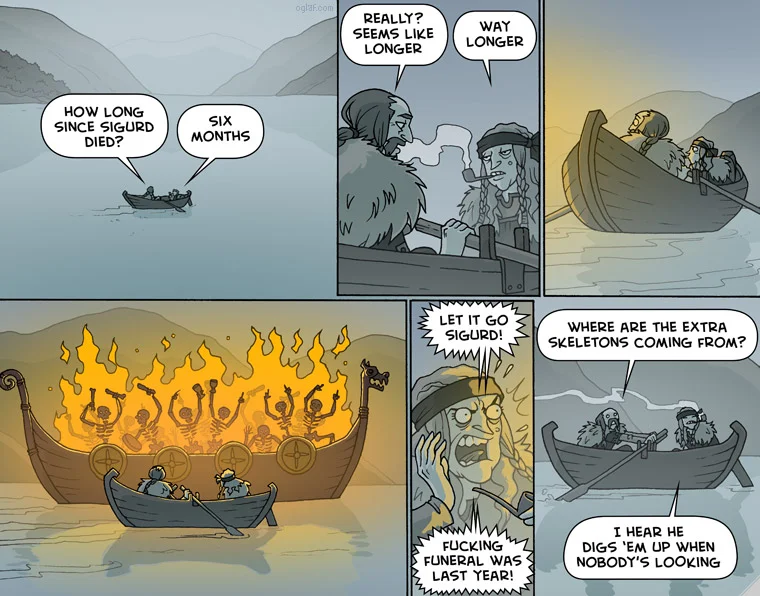 oglaf.com
HOW LONG
SINCE SIGURD
DIED?
SIX
MONTHS
REALLY?
SEEMS LIKE
LONGER
WAY
LONGER
LET IT GO
SIGURD!
FUCKING
FUNERAL WAS
LAST YEAR!
WHERE ARE THE EXTRA
SKELETONS COMING FROM?
I HEAR HE
DIGS 'EM UP WHEN
NOBODY'S LOOKING